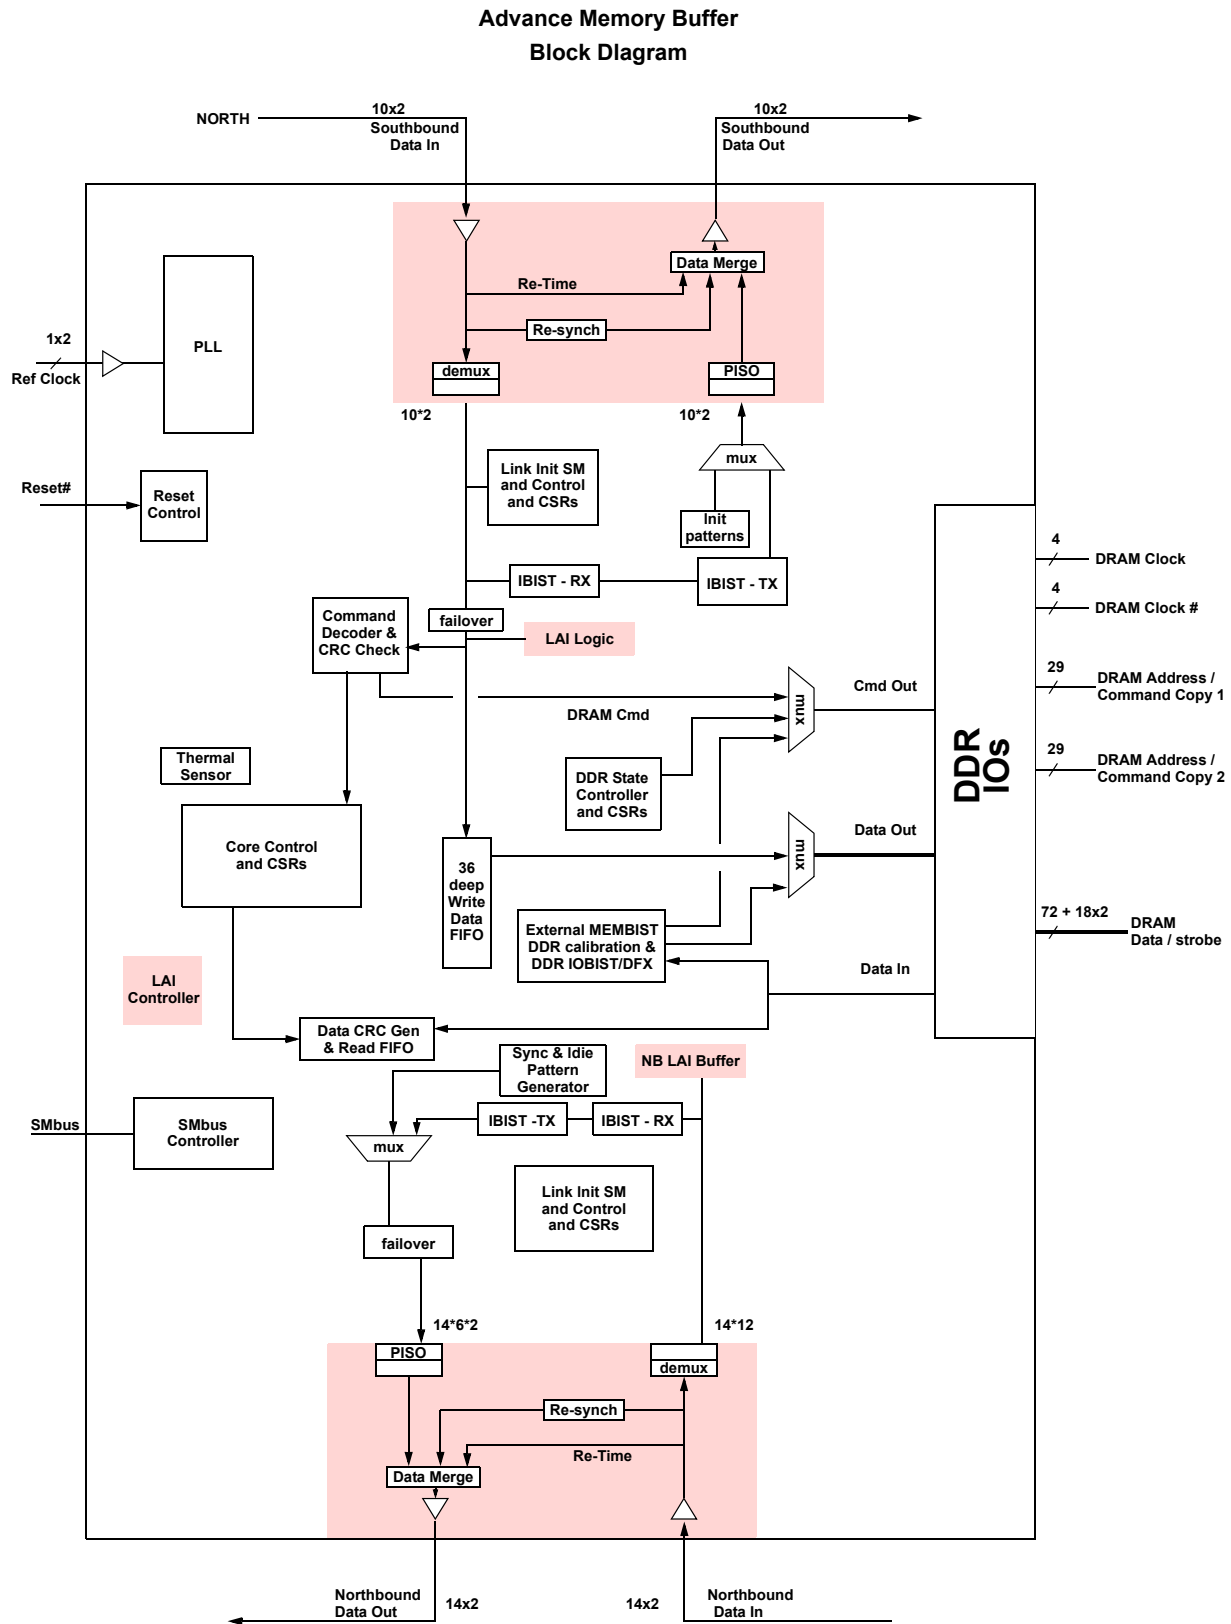 Advance Memory Buffer
Block DIagram
NORTH
10x2
Southbound
Data In
10x2
Southbound
Data Out
Data Merge
Re-Time
Re-synch
demux
PISO
10*2
10*2
PLL
1x2
Ref Clock
mux
Link Init SM
and Control
and CSRs
Reset#
Reset
Control
Init
patterns
IBIST - RX
IBIST - TX
4
DRAM Clock
4
DRAM Clock #
Command
Decoder &
CRC Check
failover
LAI Logic
29
DRAM Address /
Command Copy 1
Cmd Out
mux
DRAM Cmd
DDR
IOs
29
DRAM Address /
Command Copy 2
Thermal
Sensor
DDR State
Controller
and CSRs
Core Control
and CSRs
Data Out
mux
36
deep
Write
Data
FIFO
External MEMBIST
DDR calibration &
DDR IOBIST/DFX
72 + 18x2
DRAM
Data / strobe
Data In
LAI
Controller
Data CRC Gen
& Read FIFO
Sync & Idie
Pattern
Generator
NB LAI Buffer
SMbus
SMbus
Controller
IBIST -TX
IBIST - RX
mux
Link Init SM
and Control
and CSRs
failover
14*6*2
14*12
PISO
demux
Re-synch
Re-Time
Data Merge
Northbound
Data Out
14x2
14x2
Northbound
Data In